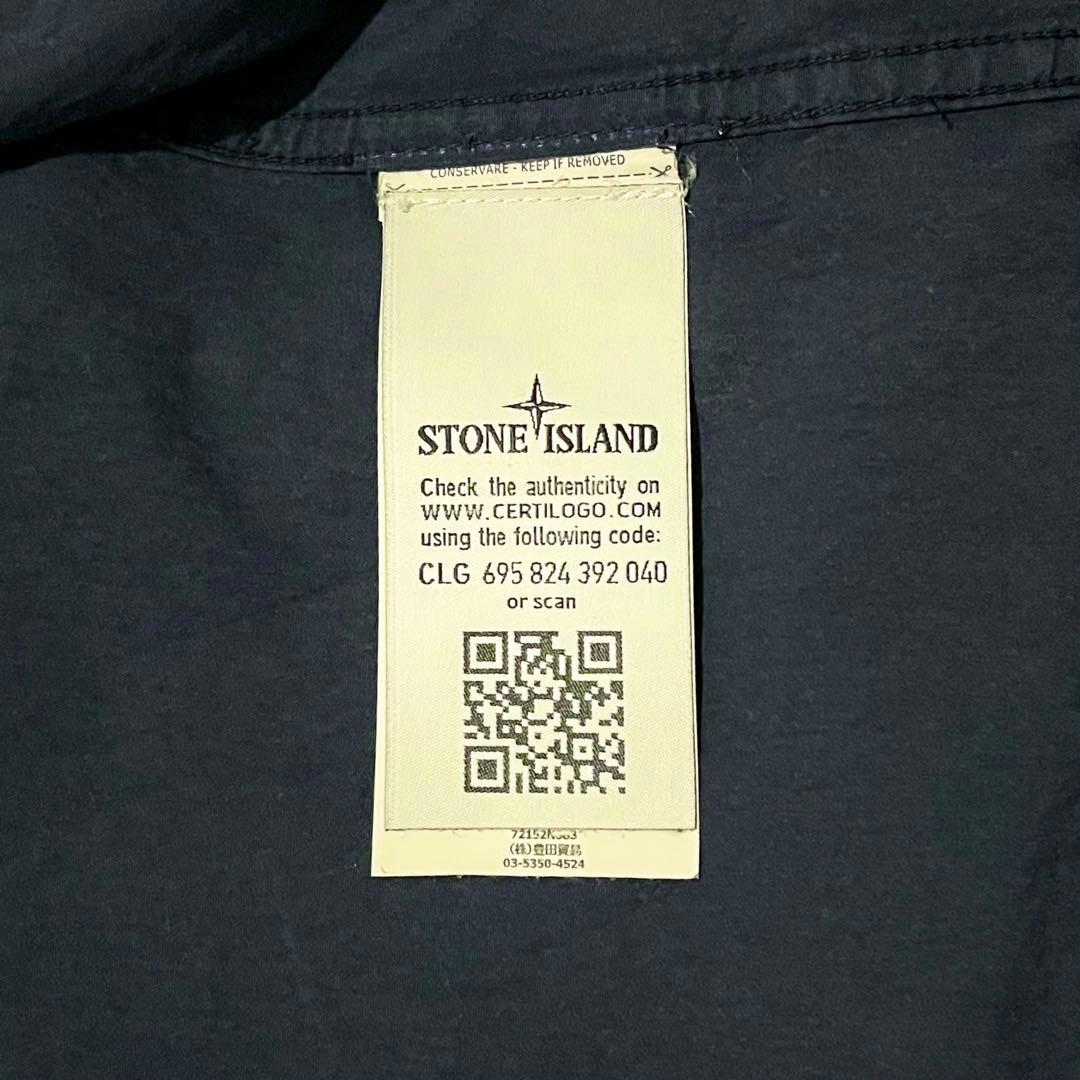 CONSERVARE - KEEP IF REMOVED
STONE ISLAND
Check the authenticity on
WWW.CERTILOGO.COM
using the following code:
CLG 695 824 392 040
or scan
(株)豊田貿易
03-5350-4524